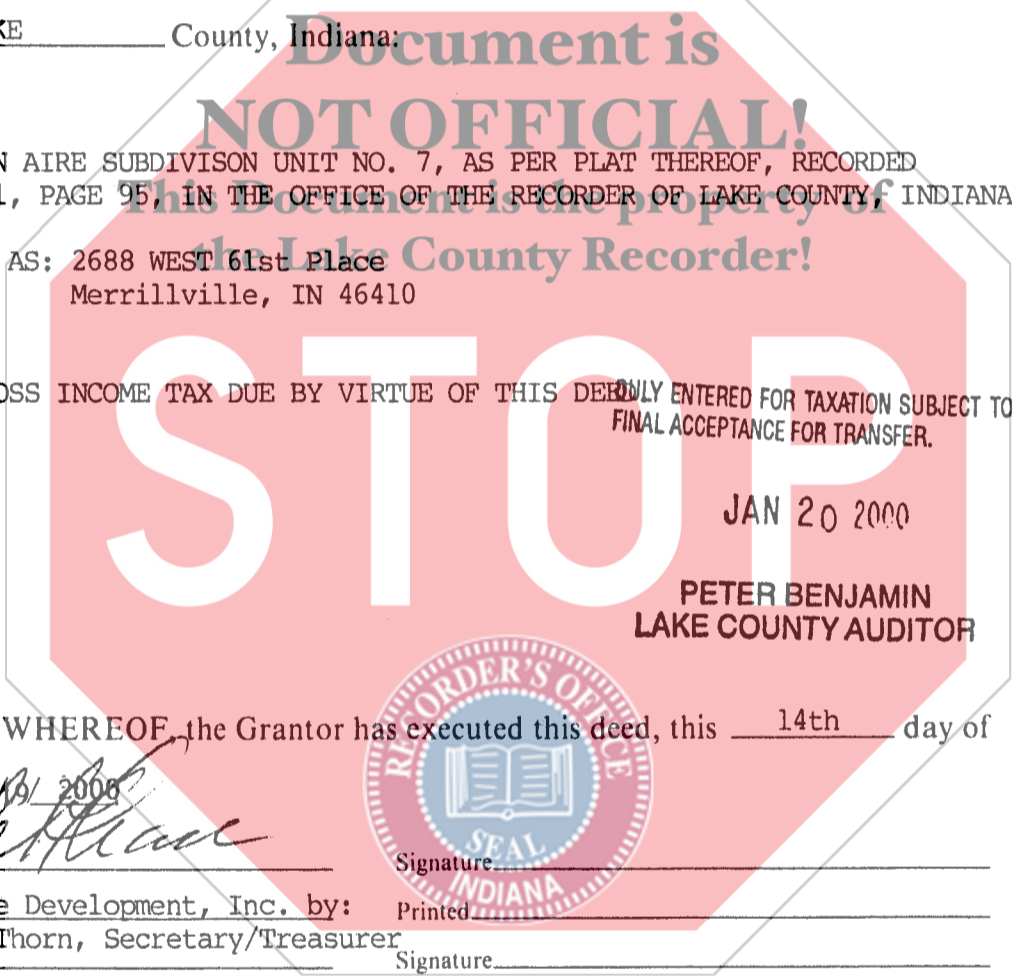 KE County, Indiana:
Document is
NOT OFFICIAL!
N AIRE SUBDIVISON UNIT NO. 7, AS PER PLAT THEREOF, RECORDED
1, PAGE 95, IN THE OFFICE OF THE RECORDER OF LAKE COUNTY, INDIANA
This Document is the property of
the Lake County Recorder!
AS: 2688 WEST 61st Place
Merrillville, IN 46410
STOP
OSS INCOME TAX DUE BY VIRTUE OF THIS DEED
DULY ENTERED FOR TAXATION SUBJECT TO
FINAL ACCEPTANCE FOR TRANSFER.
JAN 20 2000
PETER BENJAMIN
LAKE COUNTY AUDITOR
RECORDER'S OFFICE
SEAL
INDIANA
WHEREOF, the Grantor has executed this deed, this 14th day of
2000
Signature
e Development, Inc. by: Printed
Thorn, Secretary/Treasurer
Signature